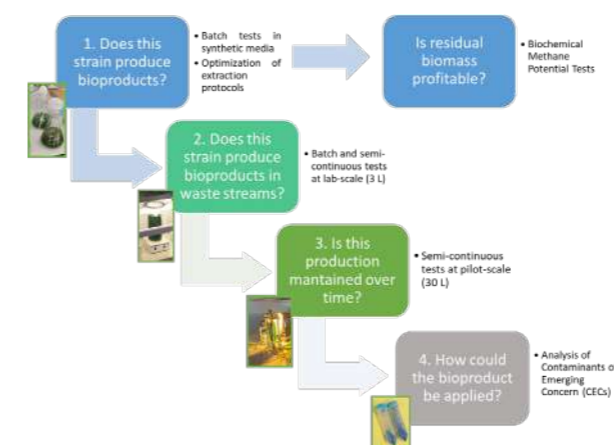 1. Does this
strain produce
bioproducts?
• Batch tests in
synthetic media
• Optimization of
extraction
protocols
Is residual
biomass
profitable?
• Biochemical
Methane
Potential Tests
2. Does this
strain produce
bioproducts in
waste streams?
• Batch and semi-
continuous tests
at lab-scale (3 L)
3. Is this
production
mantained over
time?
• Semi-continuous
tests at pilot-scale
(30 L)
4. How could
the bioproduct
be applied?
• Analysis of
Contaminants o
Emerging
Concern (CECs)